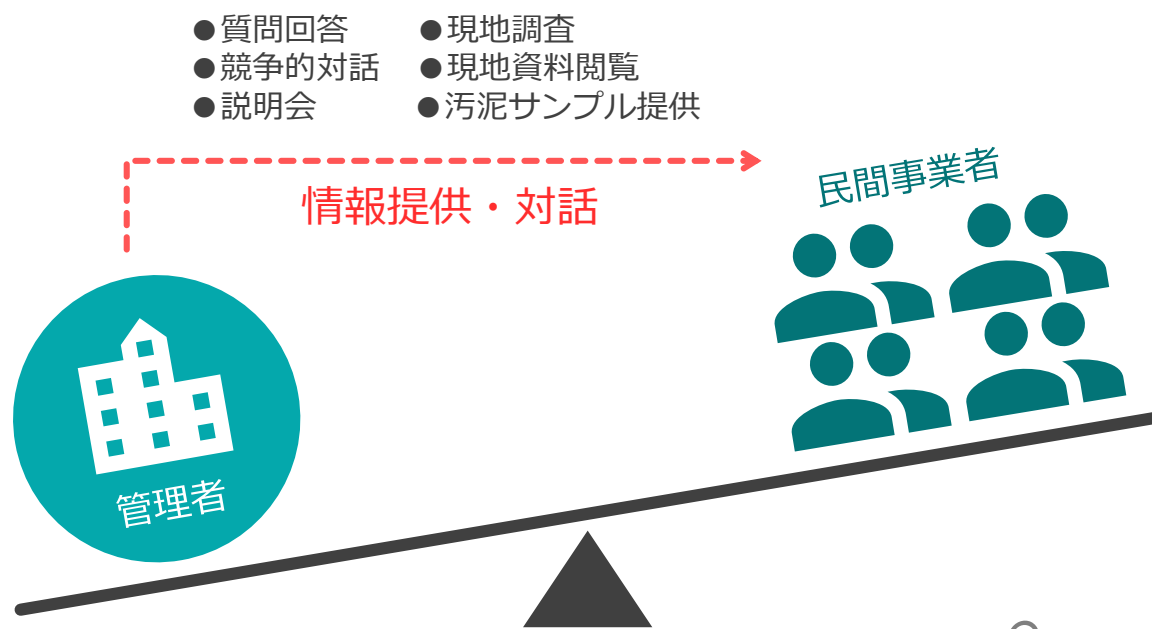 ●質問回答 ●現地調査
●競争的対話 ●現地資料閲覧
●説明会 ●汚泥サンプル提供
情報提供・対話
民間事業者
管理者